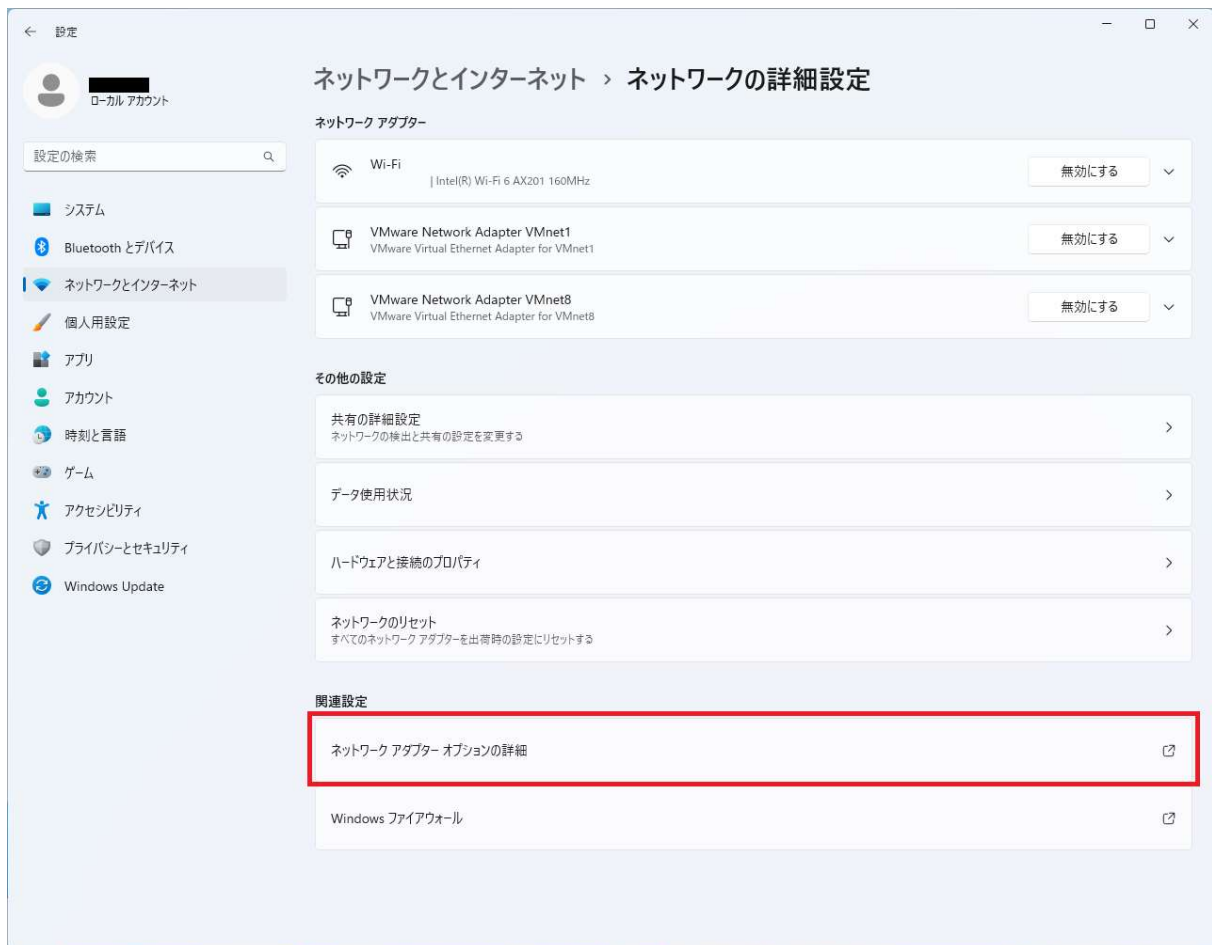 設定
ローカル アカウント
設定の検索
システム
Bluetooth とデバイス
ネットワークとインターネット
個人用設定
アプリ
アカウント
時刻と言語
ゲーム
アクセシビリティ
プライバシーとセキュリティ
Windows Update
ネットワークとインターネット › ネットワークの詳細設定
ネットワーク アダプター
Wi-Fi
| Intel(R) Wi-Fi 6 AX201 160MHz
無効にする
VMware Network Adapter VMnet1
VMware Virtual Ethernet Adapter for VMnet1
無効にする
VMware Network Adapter VMnet8
VMware Virtual Ethernet Adapter for VMnet8
無効にする
その他の設定
共有の詳細設定
ネットワークの検出と共有の設定を変更する
データ使用状況
ハードウェアと接続のプロパティ
ネットワークのリセット
すべてのネットワーク アダプターを出荷時の設定にリセットする
関連設定
ネットワーク アダプター オプションの詳細
Windows ファイアウォール